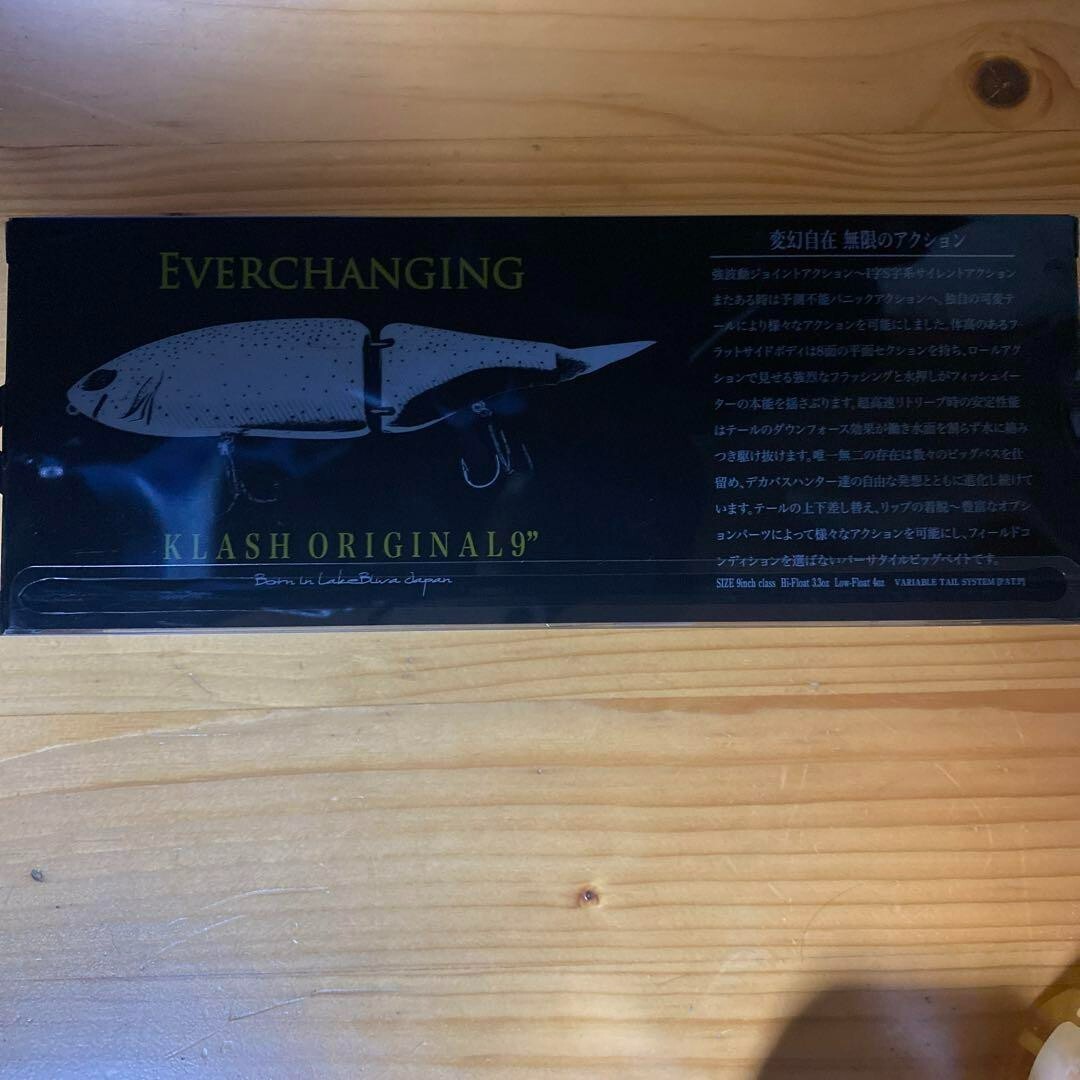 EVERCHANGING
KLASH ORIGINAL 9”
Born in Lake Biwa Japan
変幻自在 無限のアクション
強波動ジョイントアクション〜I字S字系サイレントアクション
またある時は予測不能パニックアクションへ、独自の可変テ
ールにより様々なアクションを可能にしました。体高のあるフ
ラットサイドボディは8面の平面セクションを持ち、ロールアク
ションで見せる強烈なフラッシングと水押しがフィッシュイー
ターの本能を揺さぶります。超高速リトリーブ時の安定性能
はテールのダウンフォース効果が働き水面を割らず水に絡み
つき駆け抜けます。唯一無二の存在は数々のビッグバスを仕
留め、デカバスハンター達の自由な発想とともに進化し続けて
います。テールの上下差し替え、リップの着脱〜豊富なオプシ
ョンパーツによって様々なアクションを可能にし、フィールドコ
ンディションを選ばないバーサタイルビッグベイトです。
SIZE 9inch class Hi-Float 3.3oz Low-Float 4oz VARIABLE TAIL SYSTEM [P.A.T.P]